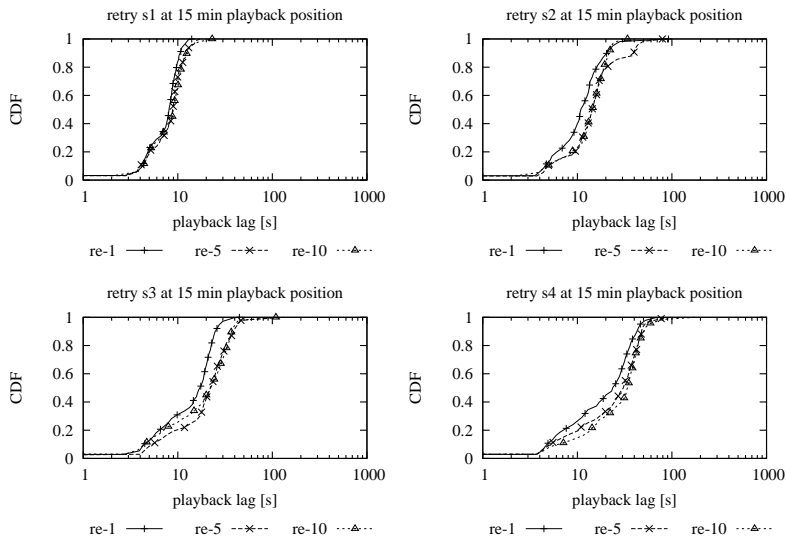 retry s1 at 15 min playback position
1
0.8
0.6
0.4
0.2
0
CDF
1 10 100 1000
playback lag [s]
re-1 re-5 re-10
retry s2 at 15 min playback position
1
0.8
0.6
0.4
0.2
0
CDF
1 10 100 1000
playback lag [s]
re-1 re-5 re-10
retry s3 at 15 min playback position
1
0.8
0.6
0.4
0.2
0
CDF
1 10 100 1000
playback lag [s]
re-1 re-5 re-10
retry s4 at 15 min playback position
1
0.8
0.6
0.4
0.2
0
CDF
1 10 100 1000
playback lag [s]
re-1 re-5 re-10